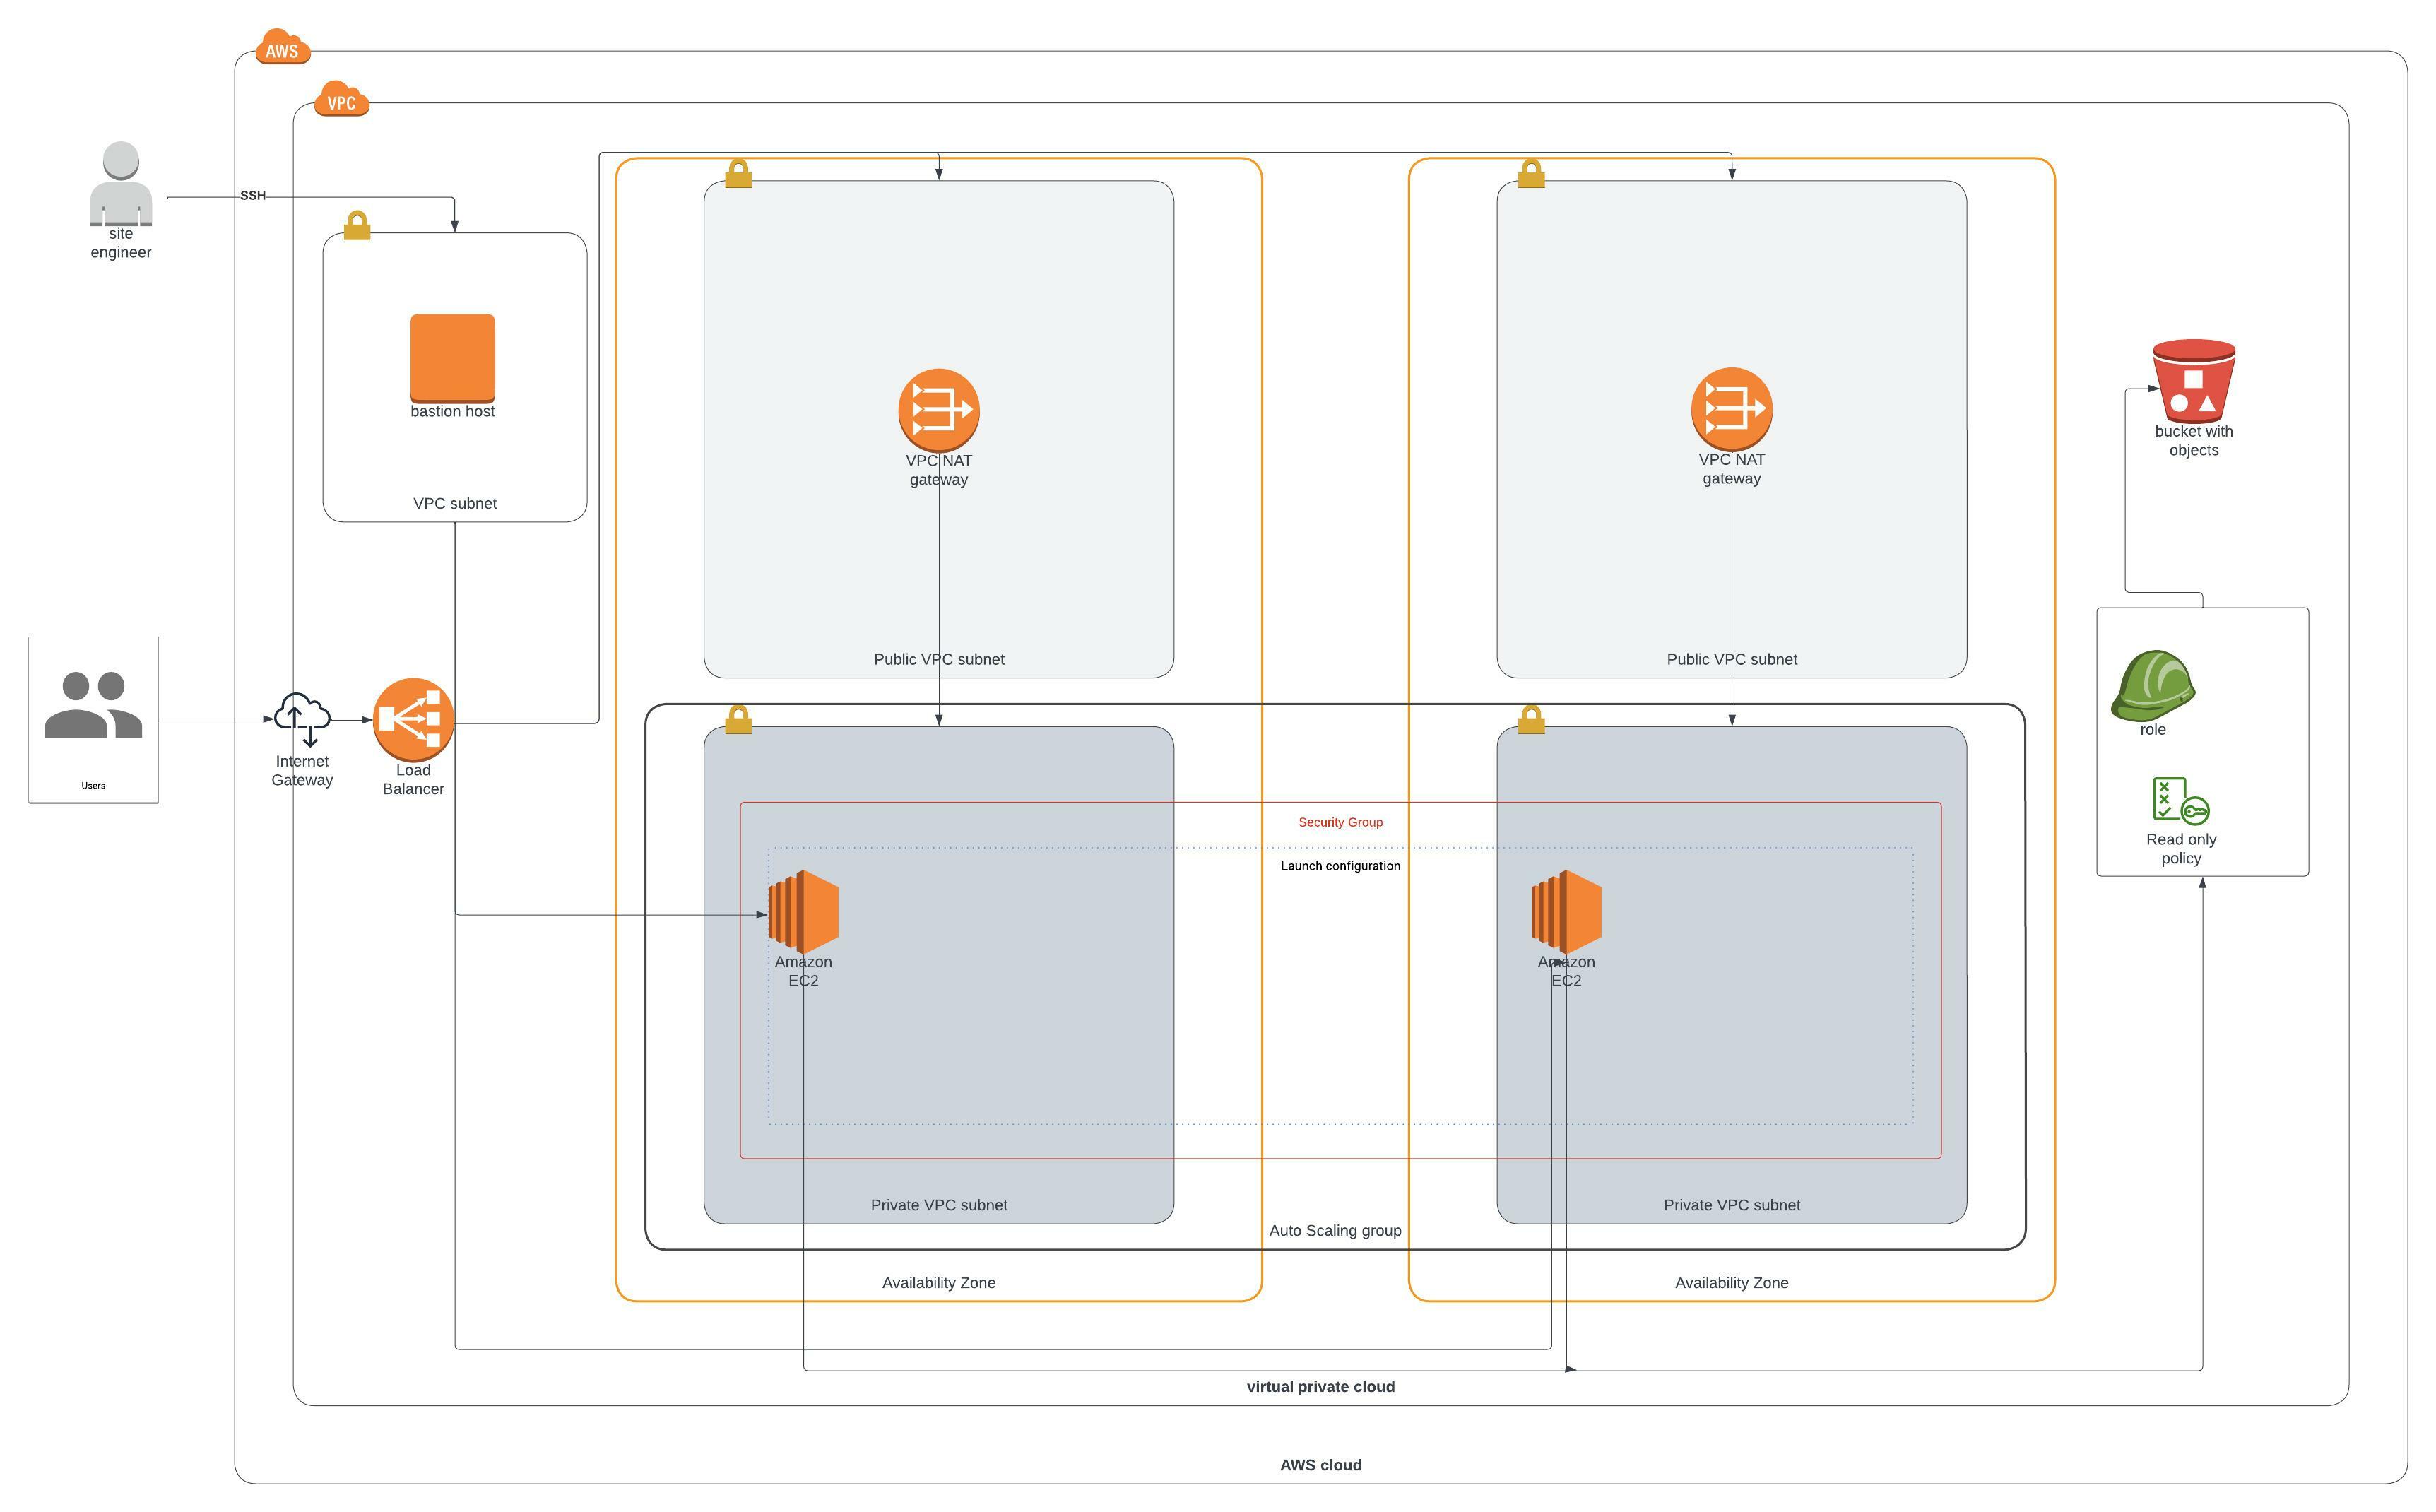 AWS
VPC
SSH
site
engineer
bastion host
VPC subnet
VPC NAT
gateway
Public VPC subnet
VPC NAT
gateway
Public VPC subnet
bucket with
objects
Users
Internet
Gateway
Load
Balancer
role
Read only
policy
Security Group
Launch configuration
Amazon
EC2
Amazon
EC2
Private VPC subnet
Private VPC subnet
Auto Scaling group
Availability Zone
Availability Zone
virtual private cloud
AWS cloud